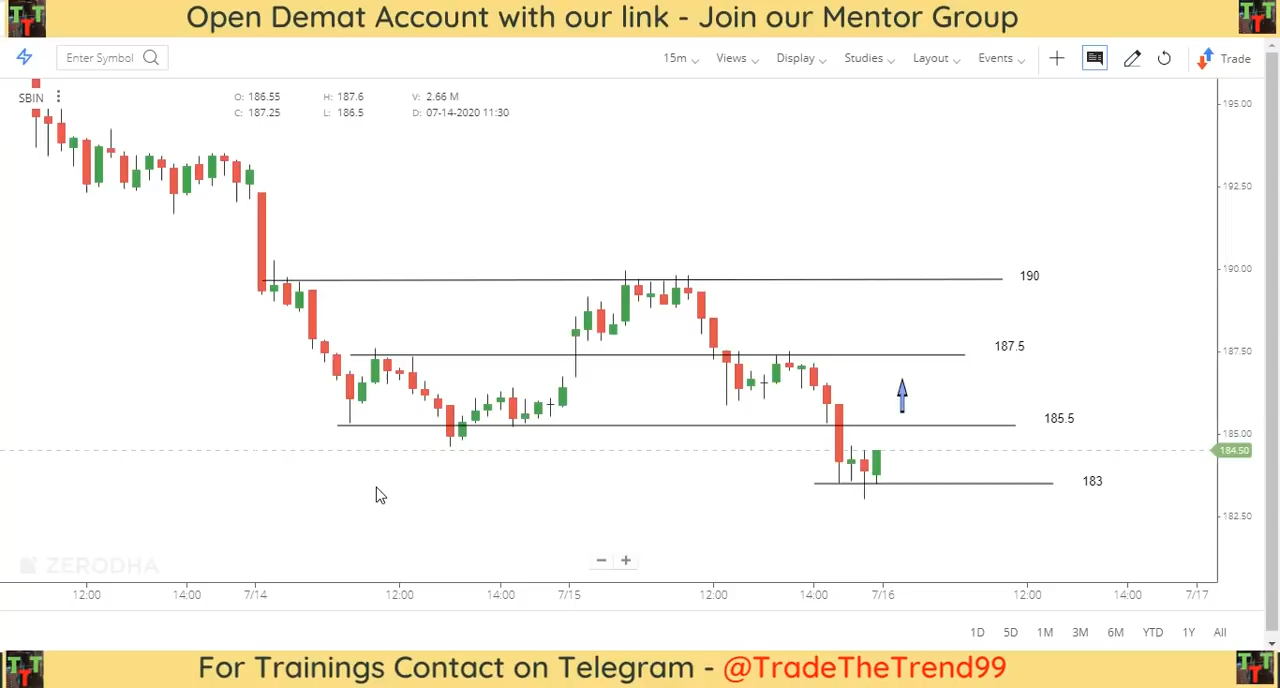 Open Demat Account with our link - Join our Mentor Group
Enter Symbol
15m Views Display Studies Layout Events Trade
SBIN
O: 186.55 H: 187.6 V: 2.66 M
C: 187.25 L: 186.5 D: 07-14-2020 11:30
195.00
192.50
190
190.00
187.5
187.50
185.5
185.00
184.50
183
182.50
ZERODHA
12:00 14:00 7/14 12:00 14:00 7/15 12:00 14:00 7/16 12:00 14:00 7/17
1D 5D 1M 3M 6M YTD 1Y All
For Trainings Contact on Telegram - @TradeTheTrend99